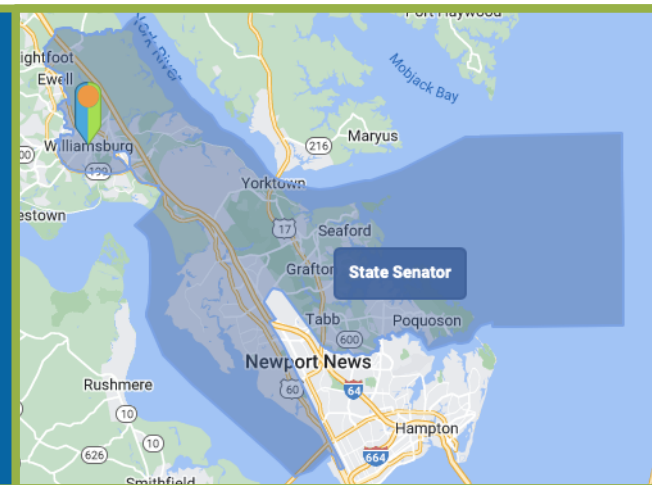 Port Haywood
York River
ightfoot
Ewell
Mobjack Bay
Williamsburg
199
216
Maryus
Yorktown
estown
17
Seaford
Grafton
State Senator
Tabb
Poquoson
600
Newport News
Rushmere
60
64
10
Hampton
10
626
664
Smithfield